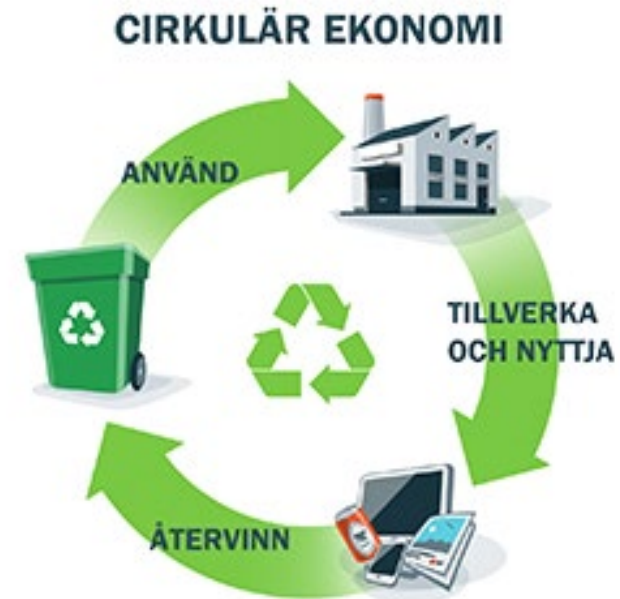 CIRKULÄR EKONOMI
ANVÄND
TILLVERKA
OCH NYTTJA
ÅTERVINN